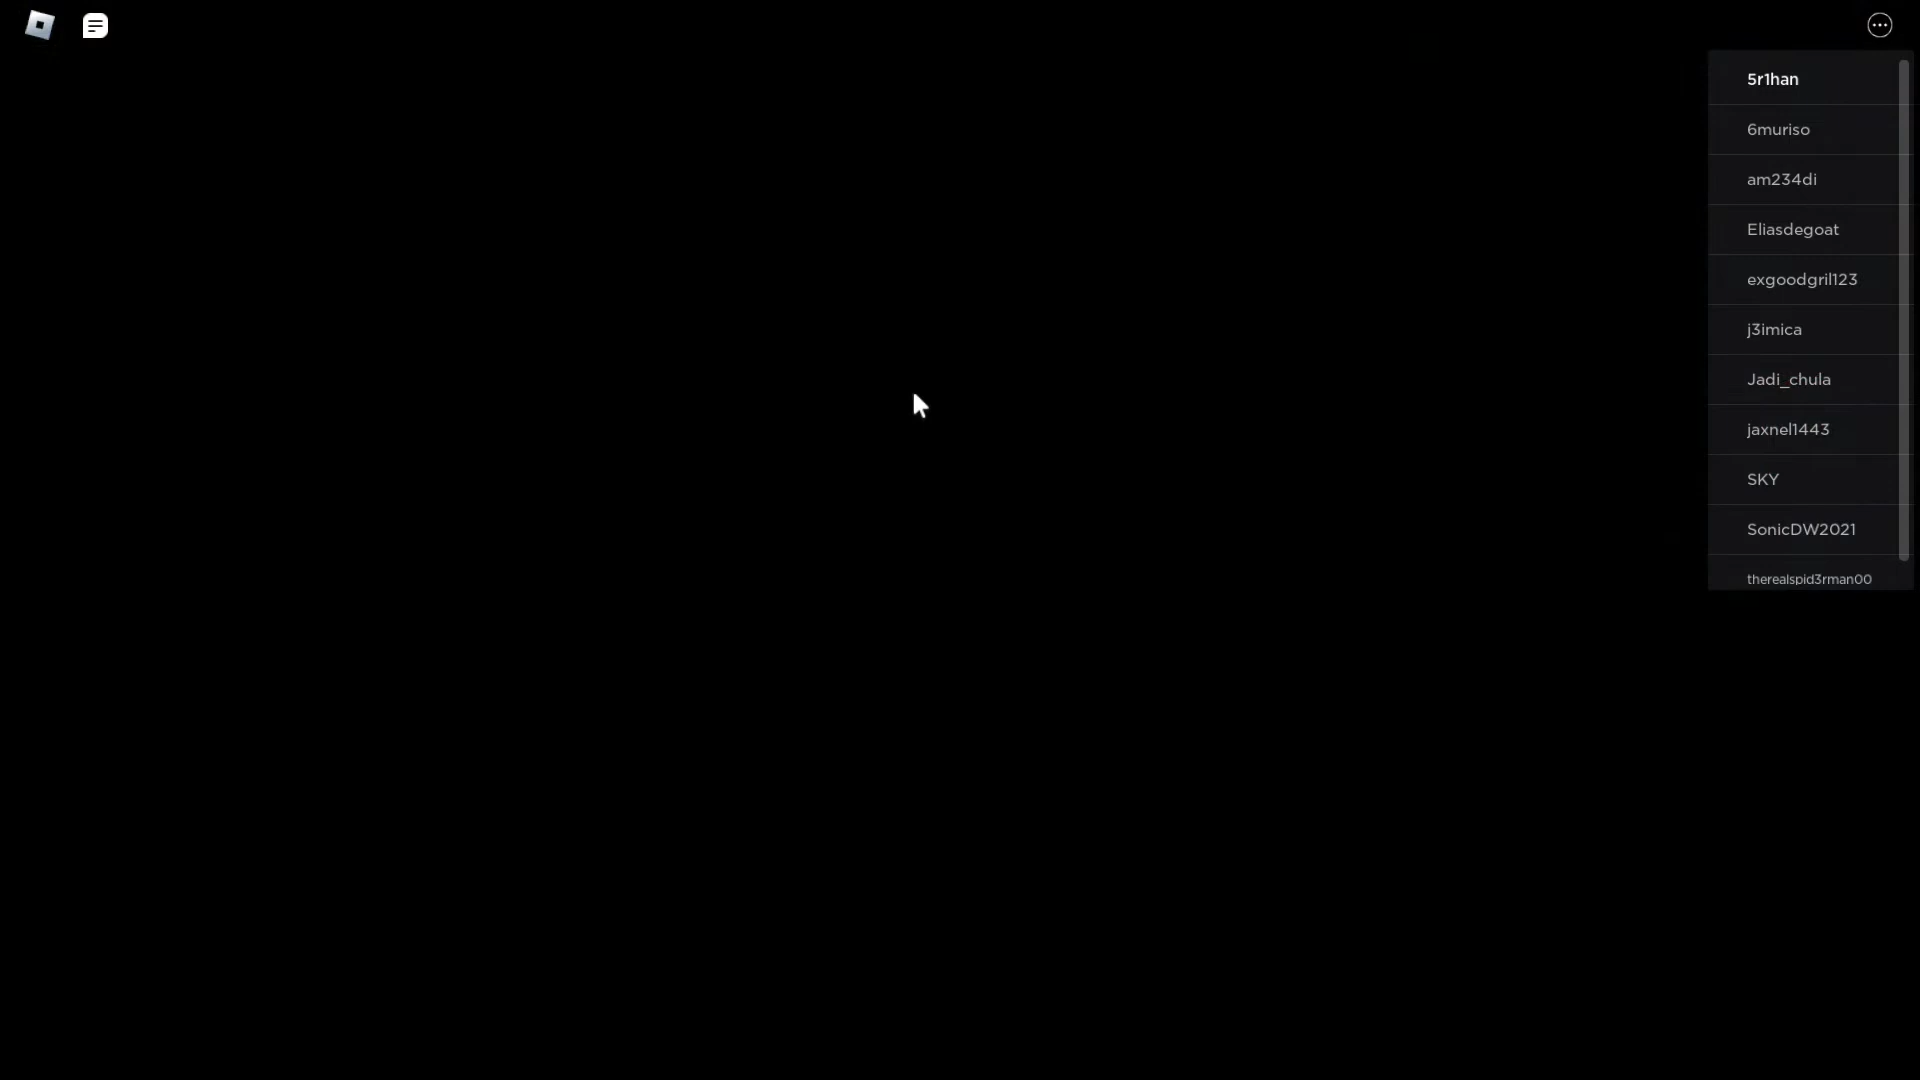 5r1han
6muriso
am234di
Eliasdegoat
exgoodgril123
j3imica
Jadi_chula
jaxnel1443
SKY
SonicDW2021
therealspid3rman00